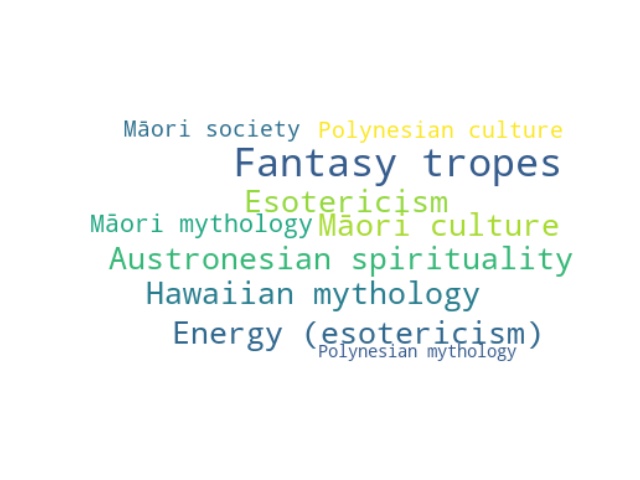 Māori society Polynesian culture
Fantasy tropes
Esotericism
Māori mythology Māori culture
Austronesian spirituality
Hawaiian mythology
Energy (esotericism)
Polynesian mythology